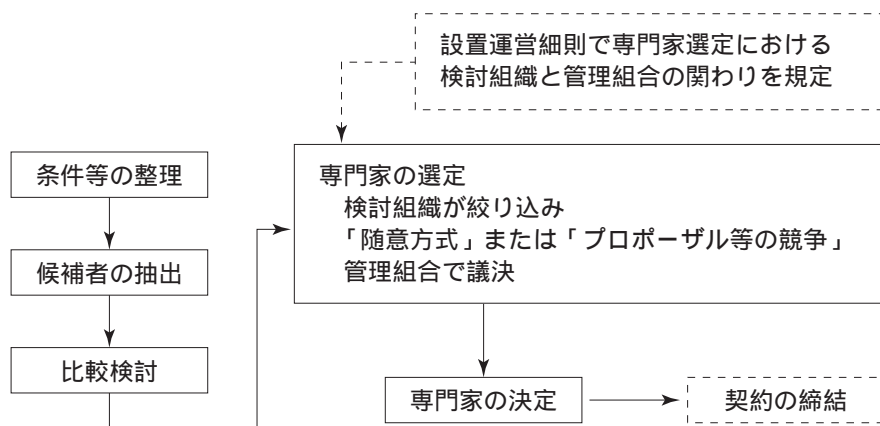 設置運営細則で専門家選定における
検討組織と管理組合の関わりを規定
条件等の整理
候補者の抽出
比較検討
専門家の選定
検討組織が絞り込み
「随意方式」または「プロポーザル等の競争」
管理組合で議決
専門家の決定
契約の締結